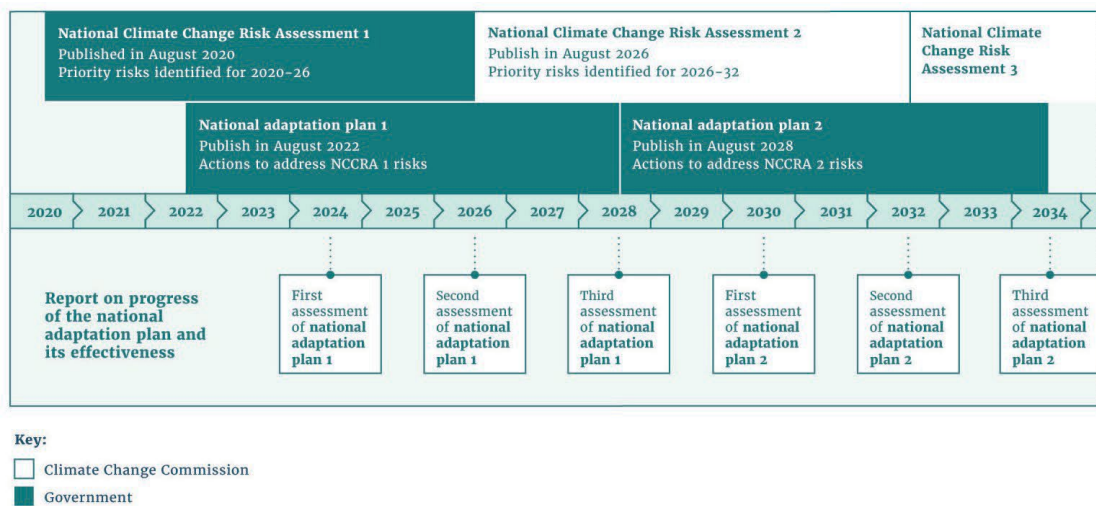 National Climate Change Risk Assessment 1
Published in August 2020
Priority risks identified for 2020-26
National Climate Change Risk Assessment 2
Publish in August 2026
Priority risks identified for 2026-32
National Climate
Change Risk
Assessment 3
National adaptation plan 1
Publish in August 2022
Actions to address NCCRA 1 risks
National adaptation plan 2
Publish in August 2028
Actions to address NCCRA 2 risks
2020 2021 2022 2023 2024 2025 2026 2027 2028 2029 2030 2031 2032 2033 2034
Report on progress
of the national
adaptation plan and
its effectiveness
First
assessment
of national
adaptation
plan 1
Second
assessment
of national
adaptation
plan 1
Third
assessment
of national
adaptation
plan 1
First
assessment
of national
adaptation
plan 2
Second
assessment
of national
adaptation
plan 2
Third
assessment
of national
adaptation
plan 2
Key:
Climate Change Commission
Government